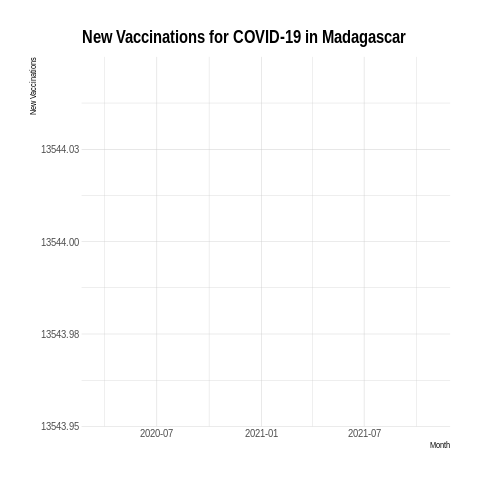 New Vaccinations for COVID-19 in Madagascar
New Vaccinations
13544.03
13544.00
13543.98
13543.95
2020-07 2021-01 2021-07
Month